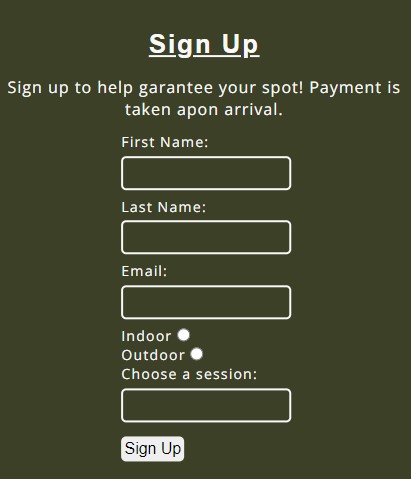 Sign Up
Sign up to help garantee your spot! Payment is
taken apon arrival.
First Name:
Last Name:
Email:
Indoor
Outdoor
Choose a session:
Sign Up